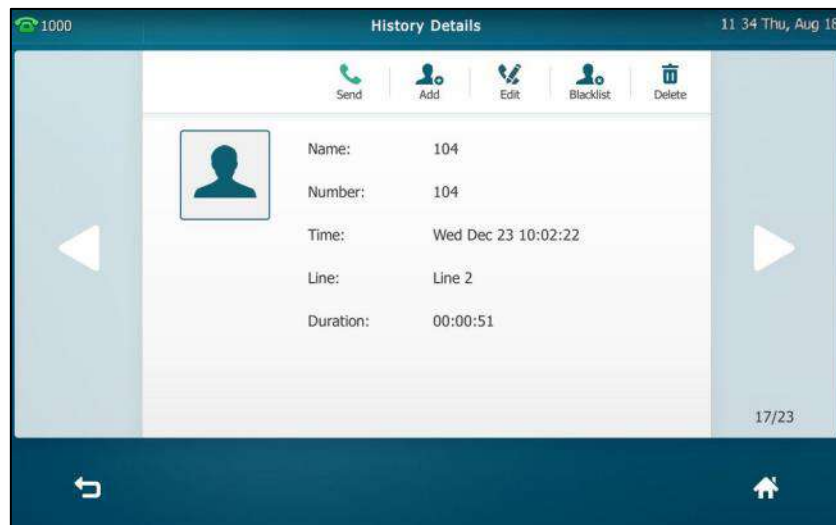 1000 History Details 11 34 Thu, Aug 18
Send Add Edit Blacklist Delete
Name: 104
Number: 104
Time: Wed Dec 23 10:02:22
Line: Line 2
Duration: 00:00:51
17/23